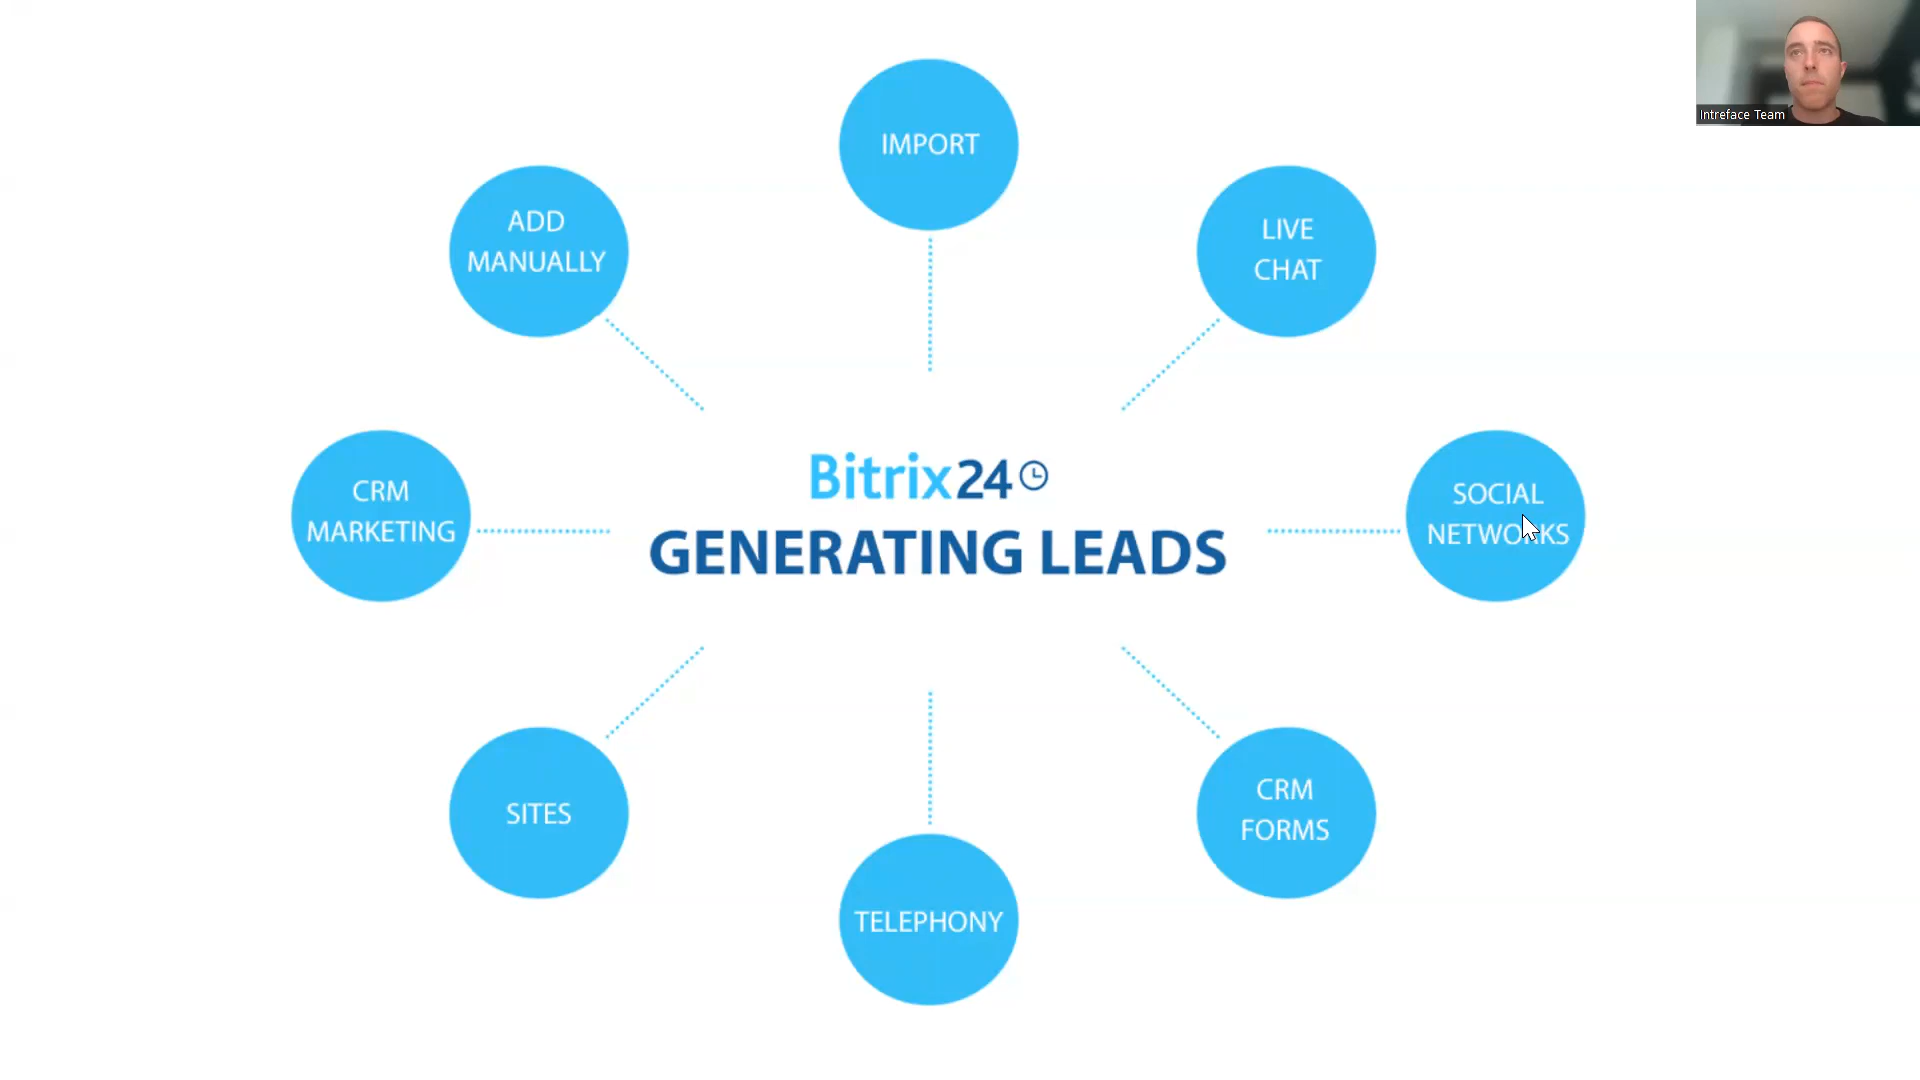 IMPORT
Intreface Team
ADD
MANUALLY
LIVE
CHAT
Bitrix24
GENERATING LEADS
CRM
MARKETING
SOCIAL
NETWORKS
SITES
CRM
FORMS
TELEPHONY